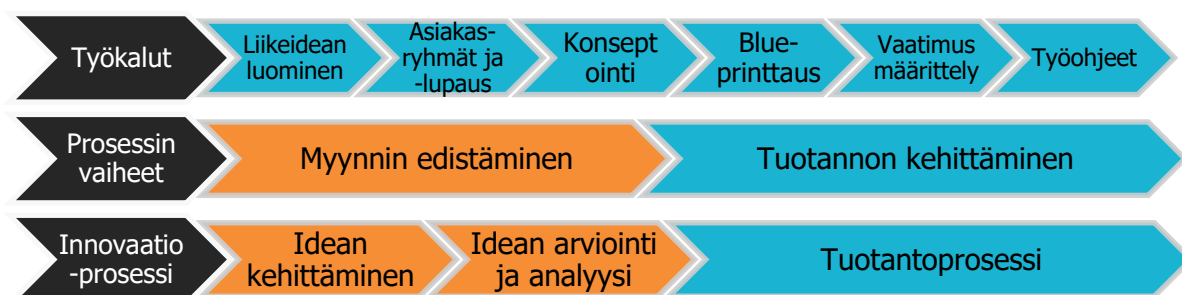 Työkalut
Liikeidean
luominen
Asiakas-
ryhmät ja
-lupaus
Konsept
ointi
Blue-
printtaus
Vaatimus
määrittely
Työohjeet
Prosessin
vaiheet
Myynnin edistäminen
Tuotannon kehittäminen
Innovaatio
-prosessi
Idean
kehittäminen
Idean arviointi
ja analyysi
Tuotantoprosessi